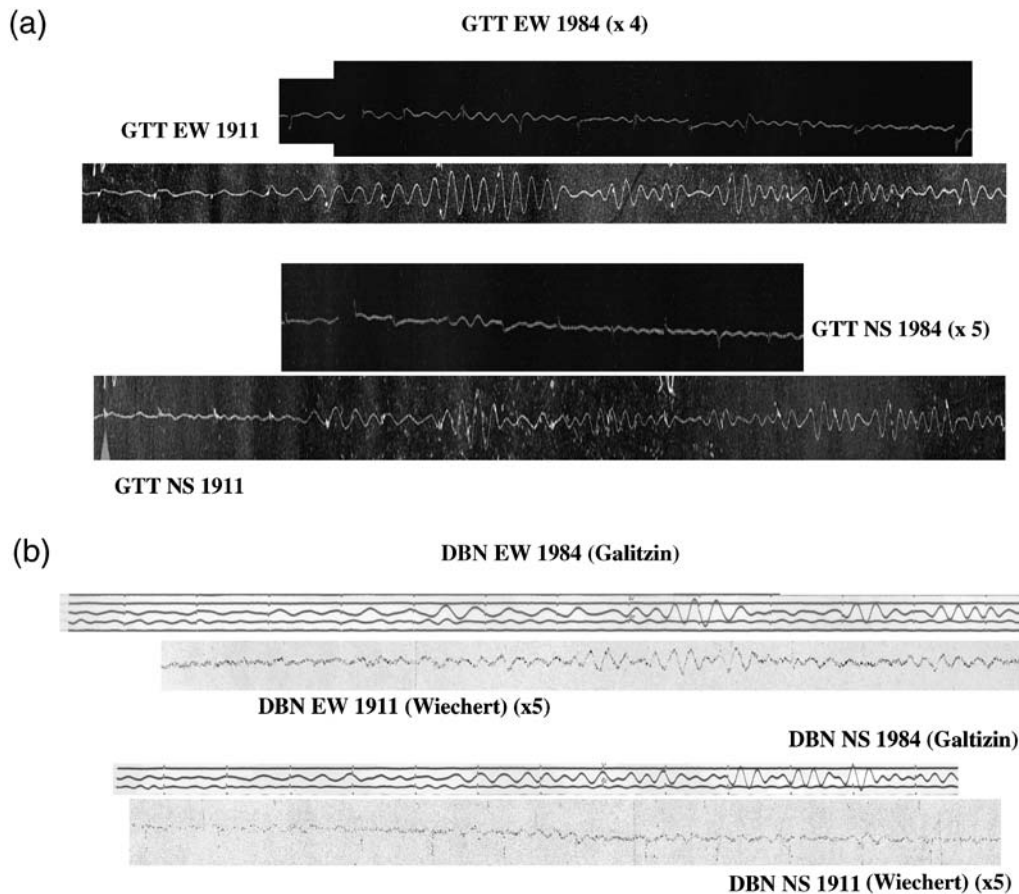 (a)
GTT EW 1984 (x 4)
GTT EW 1911
GTT NS 1984 (x 5)
GTT NS 1911
(b)
DBN EW 1984 (Galitzin)
DBN EW 1911 (Wiechert) (x5)
DBN NS 1984 (Galtizin)
DBN NS 1911 (Wiechert) (x5)